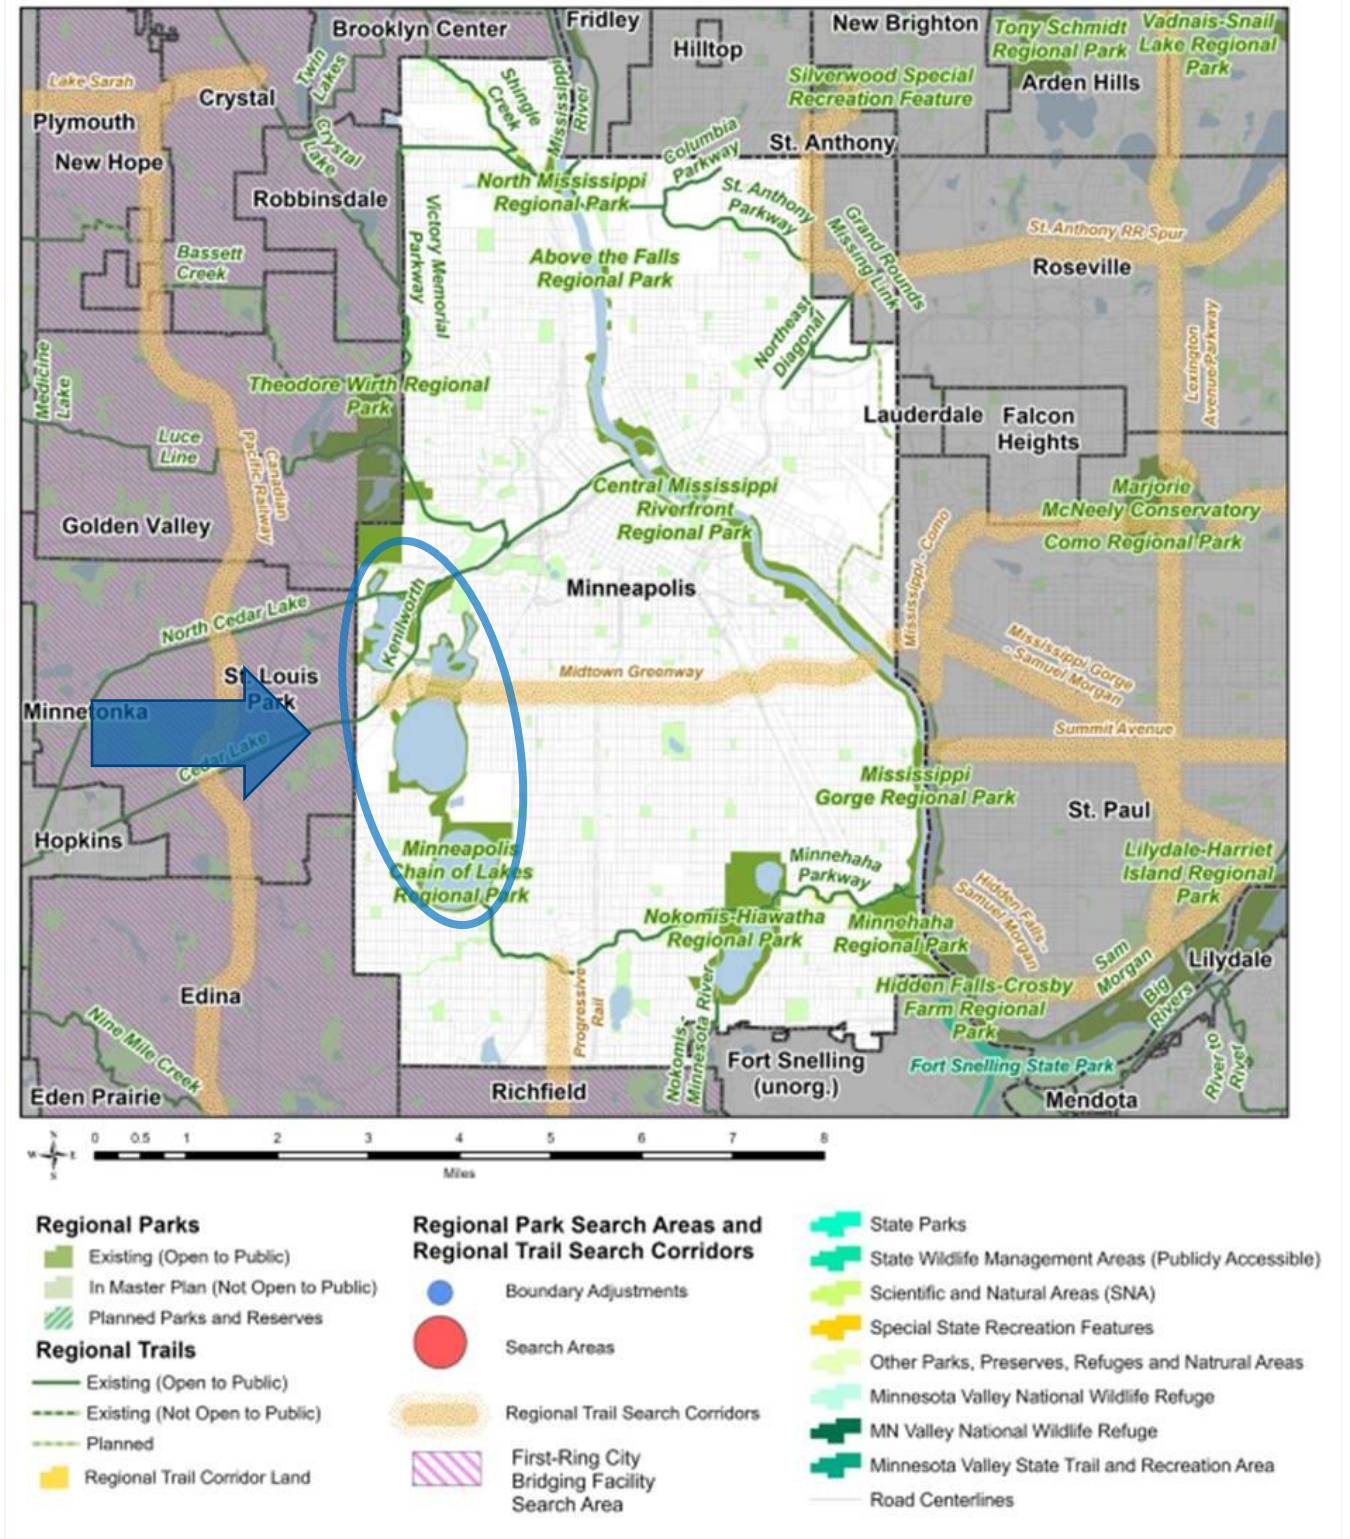 Brooklyn Center
Fridley
Hilltop
New Brighton
Tony Schmidt
Regional Park
Vadnais-Snail
Lake Regional
Park
Lake Sarah
Crystal
Twin
Lakes
Shingle
Creek
Mississippi
River
Silverwood Special
Recreation Feature
Arden Hills
Plymouth
New Hope
Crystal
Lake
Columbia
Parkway
St. Anthony
Robbinsdale
North Mississippi
Regional Park
St. Anthony
Parkway
Victory Memorial
Parkway
Grand Rounds
Missing Link
St. Anthony RR Spur
Bassett
Creek
Above the Falls
Regional Park
Roseville
Northeast
Diagonal
Lexington
Avenue Parkway
Medicine
Lake
Theodore Wirth Regional
Park
Lauderdale
Falcon
Heights
Luce
Line
Canadian
Pacific Railway
Central Mississippi
Riverfront
Regional Park
Marjorie
McNeely Conservatory
Como Regional Park
Golden Valley
Mississippi - Como
Minneapolis
Kenilworth
North Cedar Lake
Mississippi Gorge
- Samuel Morgan
St. Louis
Park
Midtown Greenway
Minnetonka
Cedar Lake
Summit Avenue
Mississippi
Gorge Regional Park
St. Paul
Hopkins
Minneapolis
Chain of Lakes
Regional Park
Minnehaha
Parkway
Lilydale-Harriet
Island Regional
Park
Hidden Falls -
Samuel Morgan
Nokomis-Hiawatha
Regional Park
Minnehaha
Regional Park
Sam
Morgan
Lilydale
Edina
Progressive
Rail
Nokomis-
Minnesota River
Hidden Falls-Crosby
Farm Regional
Park
Big
Rivers
Nine Mile Creek
Fort Snelling
(unorg.)
Fort Snelling State Park
River to
River
Eden Prairie
Richfield
Mendota
N
W E
S
0 0.5 1 2 3 4 5 6 7 8
Miles
Regional Parks
Existing (Open to Public)
In Master Plan (Not Open to Public)
Planned Parks and Reserves
Regional Trails
Existing (Open to Public)
Existing (Not Open to Public)
Planned
Regional Trail Corridor Land
Regional Park Search Areas and
Regional Trail Search Corridors
Boundary Adjustments
Search Areas
Regional Trail Search Corridors
First-Ring City
Bridging Facility
Search Area
State Parks
State Wildlife Management Areas (Publicly Accessible)
Scientific and Natural Areas (SNA)
Special State Recreation Features
Other Parks, Preserves, Refuges and Natrural Areas
Minnesota Valley National Wildlife Refuge
MN Valley National Wildlife Refuge
Minnesota Valley State Trail and Recreation Area
Road Centerlines